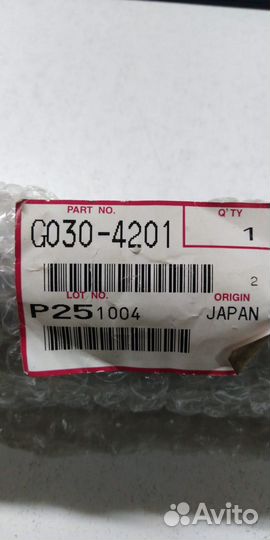 PART NO.
Q'TY
G030-4201
1
2
LOT NO.
ORIGIN
P251004
JAPAN
Avito